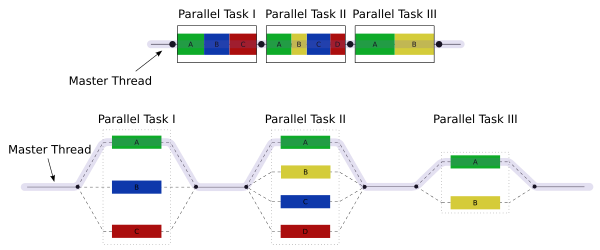 Parallel Task I Parallel Task II Parallel Task III
A B C A B C D A B
Master Thread
Parallel Task I Parallel Task II Parallel Task III
A A
Master Thread
A
B
B
C
B
C D